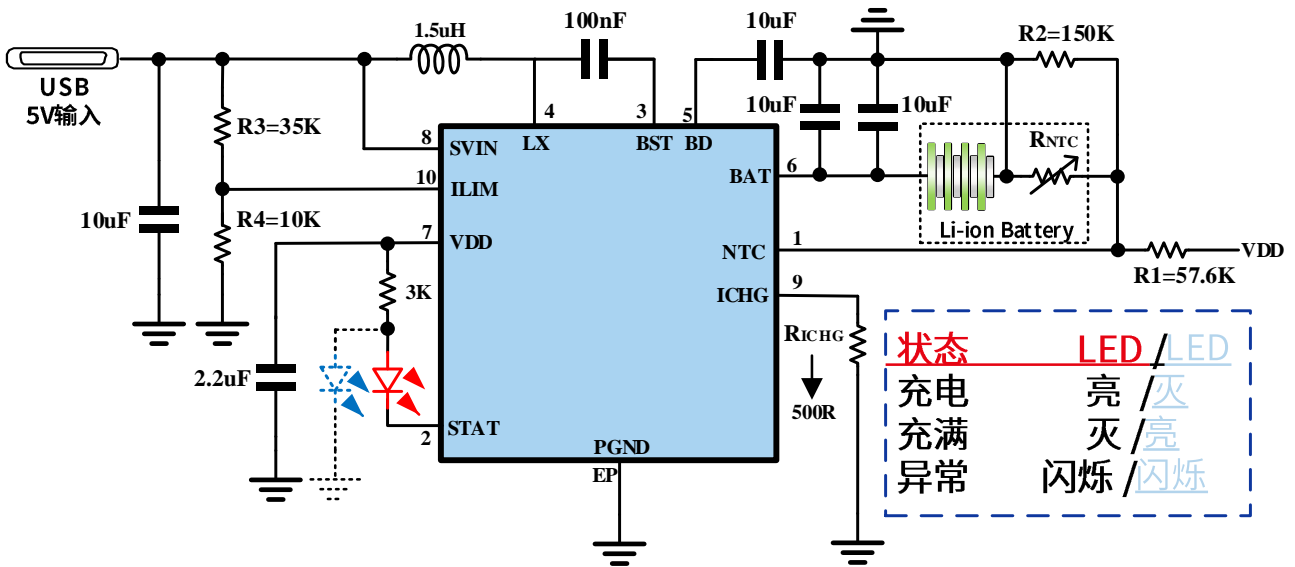 1.5uH
100nF
10uF
R2=150K
USB
5V输入
4
3
5
10uF
10uF
R3=35K
8
SVIN
LX
BST
BD
RNTC
6
BAT
10
ILIM
10uF
R4=10K
Li-ion Battery
7
VDD
1
NTC
VDD
R1=57.6K
9
ICHG
3K
RICHG
500R
2.2uF
2
STAT
PGND
EP
状态 LED /LED
充电 亮 /灭
充满 灭 /亮
异常 闪烁 /闪烁